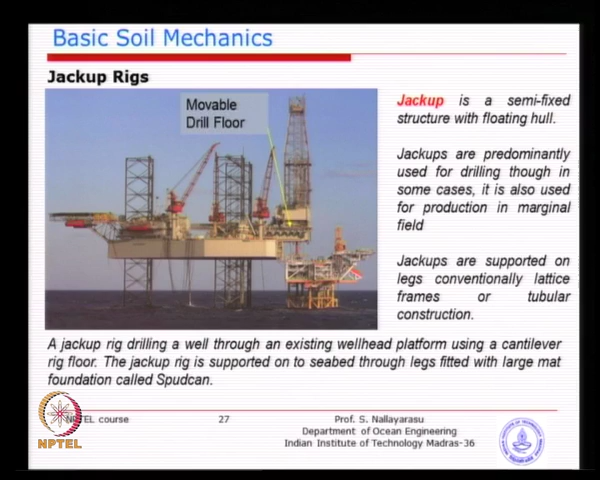 Basic Soil Mechanics
Jackup Rigs
Movable
Drill Floor
Jackup is a semi-fixed
structure with floating hull.
Jackups are predominantly
used for drilling though in
some cases, it is also used
for production in marginal
field
Jackups are supported on
legs conventionally lattice
frames or tubular
construction.
A jackup rig drilling a well through an existing wellhead platform using a cantilever
rig floor. The jackup rig is supported on to seabed through legs fitted with large mat
foundation called Spudcan.
NPTEL course
27
Prof. S. Nallayarasu
Department of Ocean Engineering
Indian Institute of Technology Madras-36
NPTEL